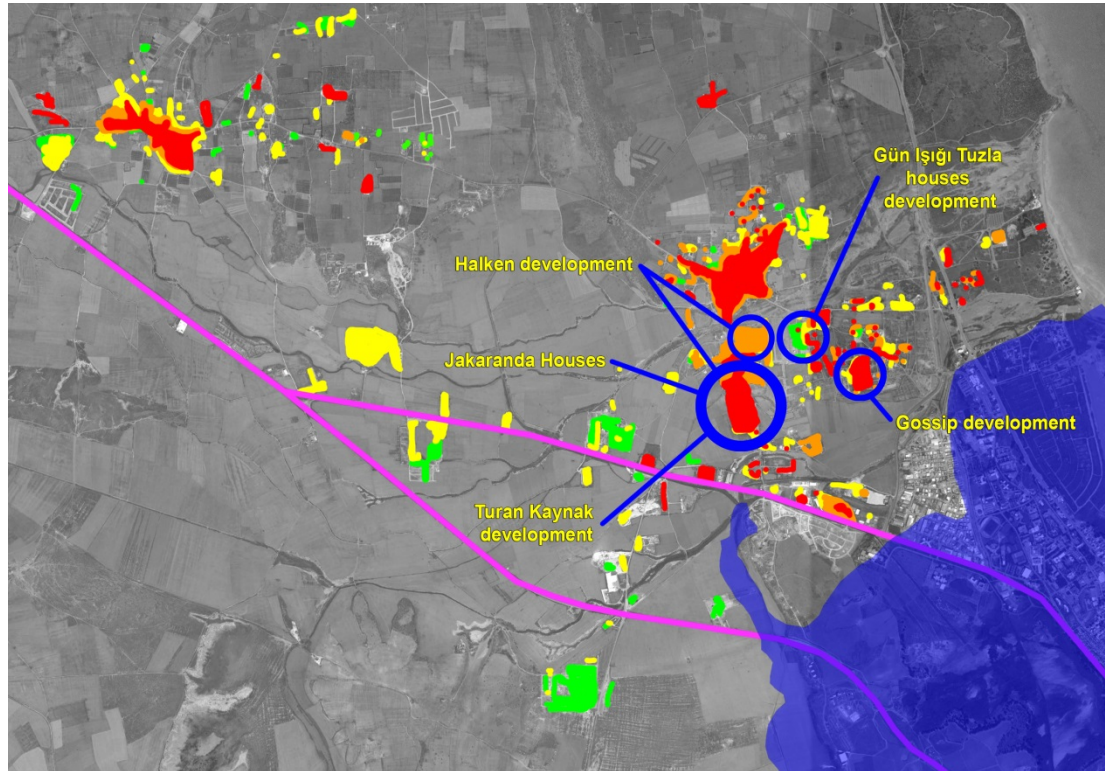 Gün Işığı Tuzla
houses
development
Halken development
Jakaranda Houses
Gossip development
Turan Kaynak
development